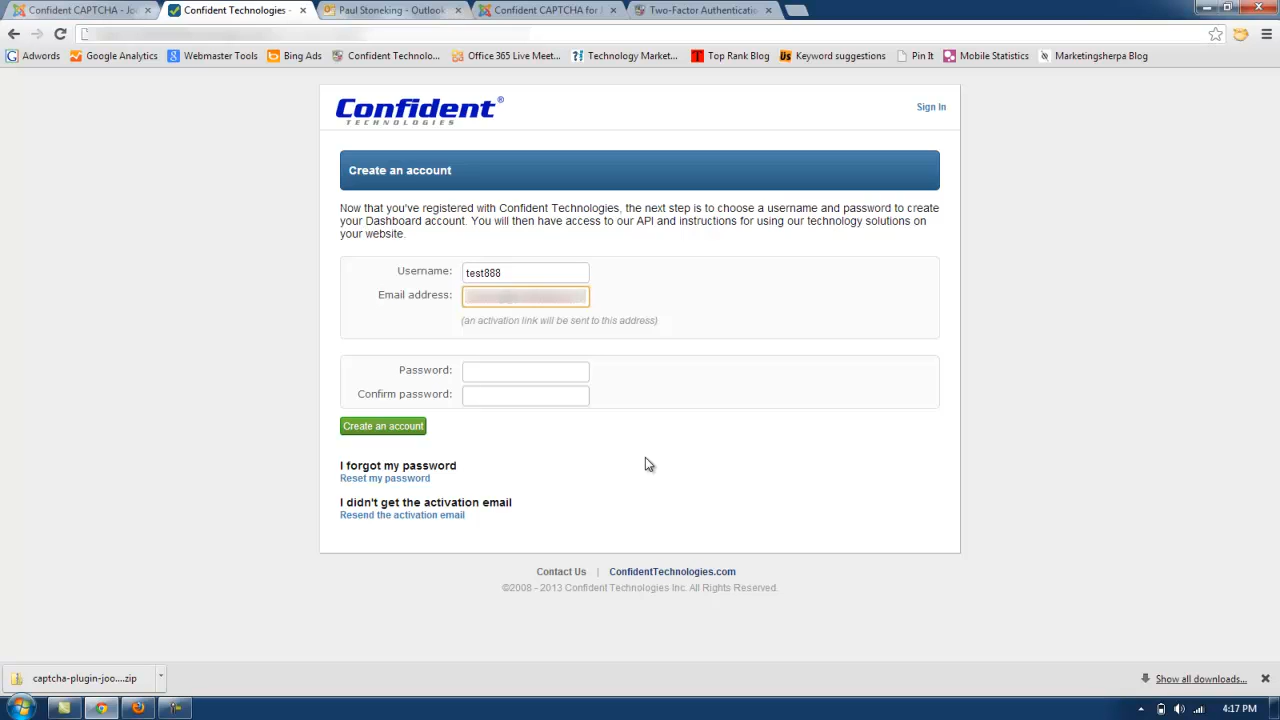 Confident CAPTCHA - Jo
Confident Technologies -
Paul Stoneking - Outlook
Confident CAPTCHA for J
Two-Factor Authenticatio
Adwords
Google Analytics
Webmaster Tools
Bing Ads
Confident Technolo...
Office 365 Live Meet...
Technology Market...
Top Rank Blog
Keyword suggestions
Pin It
Mobile Statistics
Marketingsherpa Blog
Confident®
TECHNOLOGIES
Sign In
Create an account
Now that you've registered with Confident Technologies, the next step is to choose a username and password to create
your Dashboard account. You will then have access to our API and instructions for using our technology solutions on
your website.
Username: test888
Email address:
(an activation link will be sent to this address)
Password:
Confirm password:
Create an account
I forgot my password
Reset my password
I didn't get the activation email
Resend the activation email
Contact Us | ConfidentTechnologies.com
©2008 - 2013 Confident Technologies Inc. All Rights Reserved.
captcha-plugin-joo....zip
Show all downloads...
4:17 PM